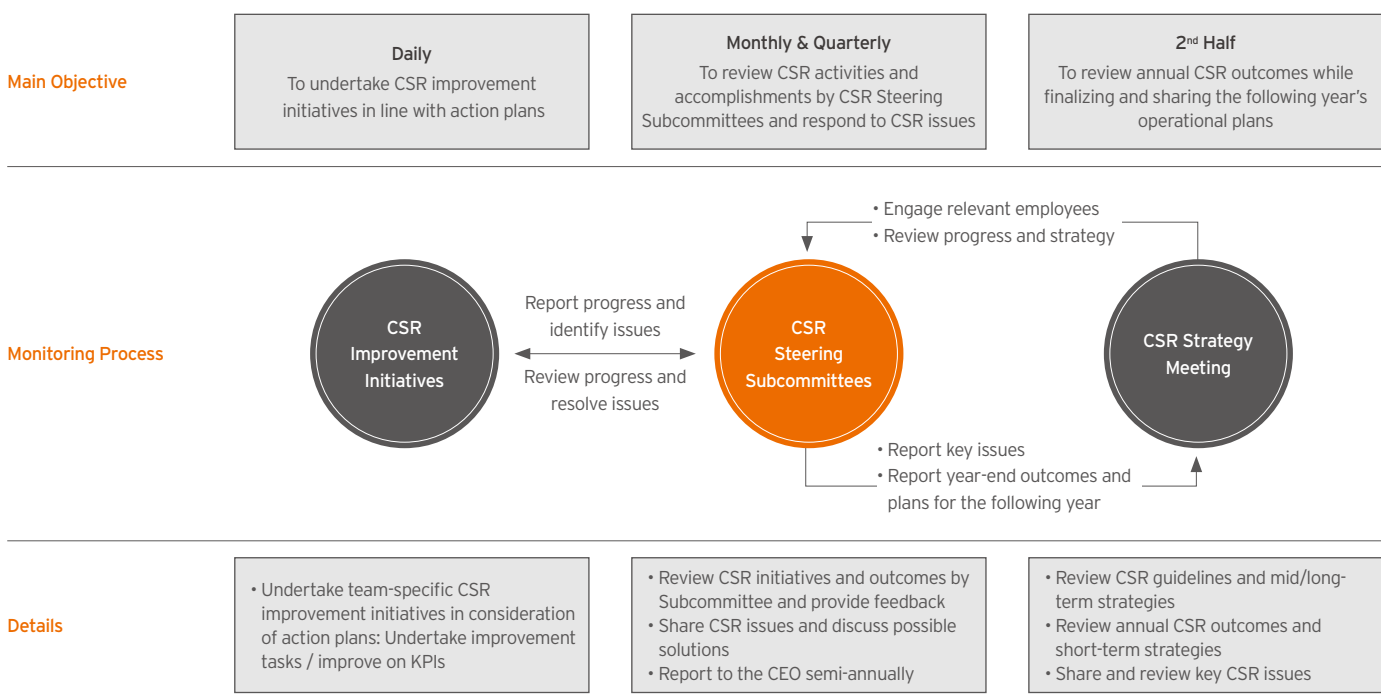 Main Objective
Daily
To undertake CSR improvement
initiatives in line with action plans
Monthly & Quarterly
To review CSR activities and
accomplishments by CSR Steering
Subcommittees and respond to CSR issues
2nd Half
To review annual CSR outcomes while
finalizing and sharing the following year's
operational plans
Monitoring Process
CSR
Improvement
Initiatives
Report progress and
identify issues
Review progress and
resolve issues
CSR
Steering
Subcommittees
• Engage relevant employees
• Review progress and strategy
CSR Strategy
Meeting
• Report key issues
• Report year-end outcomes and
plans for the following year
Details
• Undertake team-specific CSR
improvement initiatives in consideration
of action plans: Undertake improvement
tasks / improve on KPIs
• Review CSR initiatives and outcomes by
Subcommittee and provide feedback
• Share CSR issues and discuss possible
solutions
• Report to the CEO semi-annually
• Review CSR guidelines and mid/long-
term strategies
• Review annual CSR outcomes and
short-term strategies
• Share and review key CSR issues